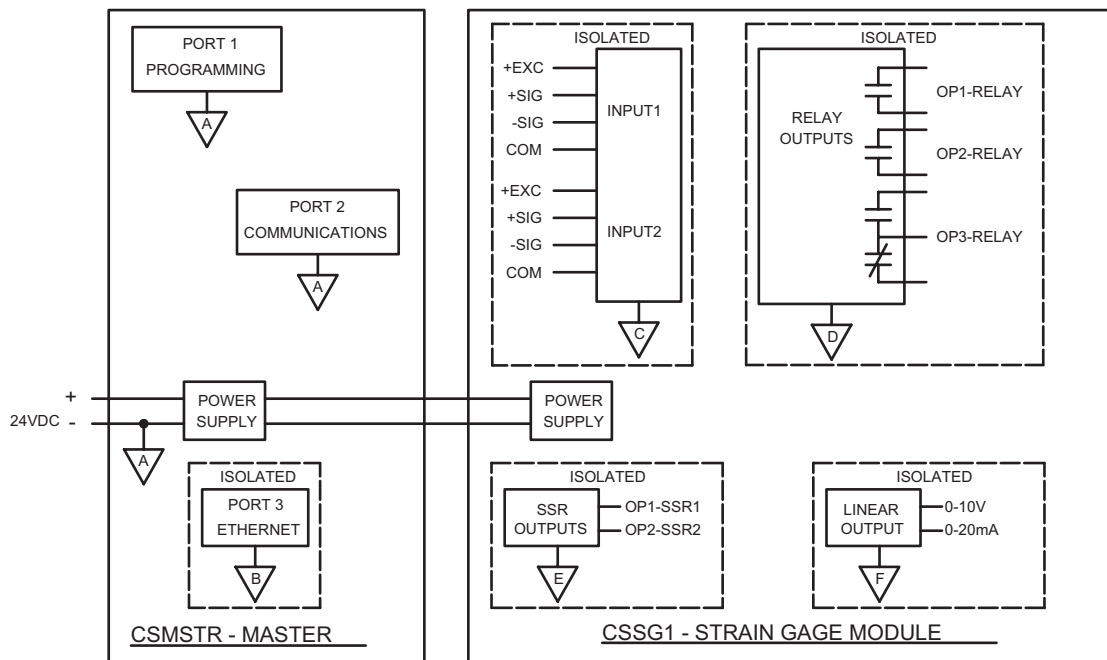 PORT 1
PROGRAMMING
A
PORT 2
COMMUNICATIONS
A
+
24VDC -
A
POWER
SUPPLY
ISOLATED
PORT 3
ETHERNET
B
CSMSTR - MASTER
ISOLATED
+EXC
+SIG
-SIG
COM
INPUT1
+EXC
+SIG
-SIG
COM
INPUT2
C
ISOLATED
RELAY
OUTPUTS
OP1-RELAY
OP2-RELAY
OP3-RELAY
D
POWER
SUPPLY
ISOLATED
SSR
OUTPUTS
OP1-SSR1
OP2-SSR2
E
ISOLATED
LINEAR
OUTPUT
0-10V
0-20mA
F
CSSG1 - STRAIN GAGE MODULE